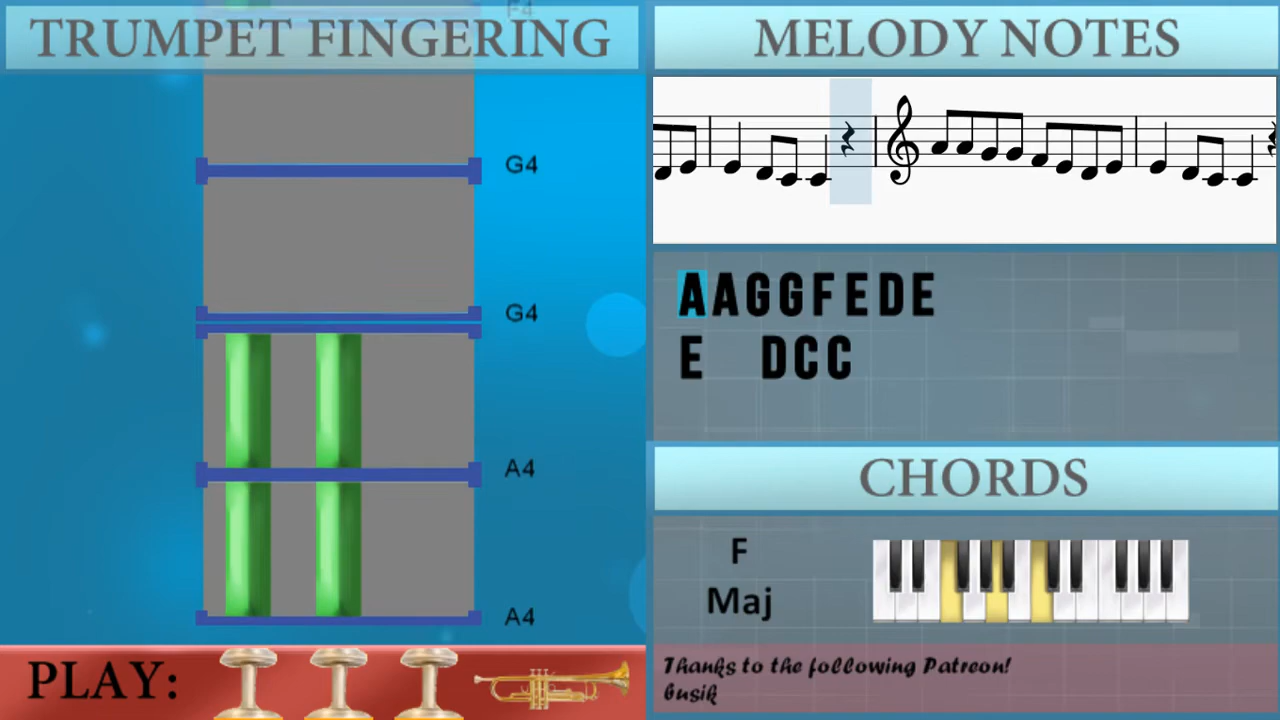 F4
TRUMPET FINGERING
G4
G4
A4
A4
PLAY:
MELODY NOTES
AAGGFEDE
E DCC
CHORDS
F
Maj
Thanks to the following Patreon!
busik